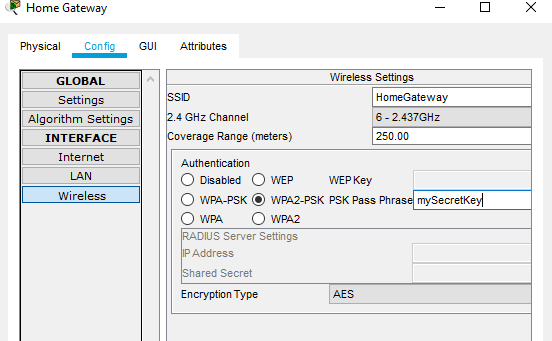 Home Gateway
Physical Config GUI Attributes
GLOBAL
Settings
Algorithm Settings
INTERFACE
Internet
LAN
Wireless
Wireless Settings
SSID HomeGateway
2.4 GHz Channel 6 - 2.437GHz
Coverage Range (meters) 250.00
Authentication
Disabled WEP WEP Key
WPA-PSK WPA2-PSK PSK Pass Phrase mySecretKey
WPA WPA2
RADIUS Server Settings
IP Address
Shared Secret
Encryption Type AES